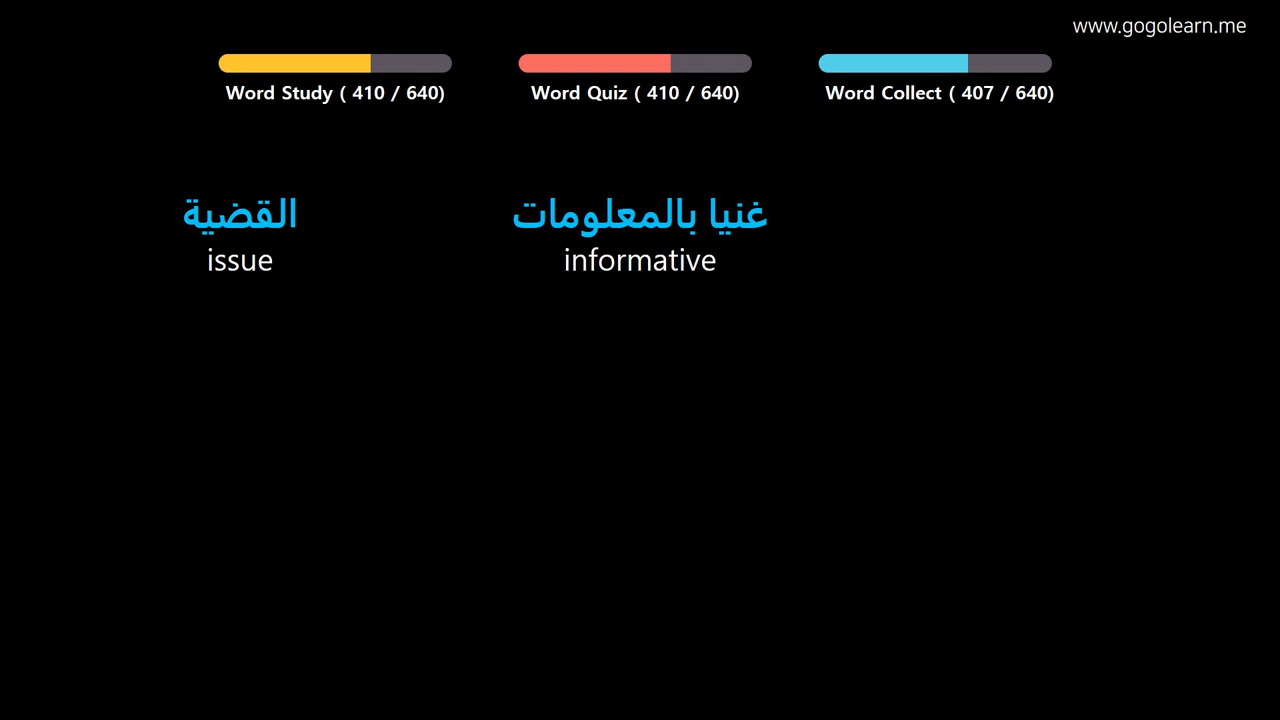 www.gogolearn.me
Word Study ( 410 / 640)
Word Quiz ( 410 / 640)
Word Collect ( 407 / 640)
القضية
issue
غنيا بالمعلومات
informative